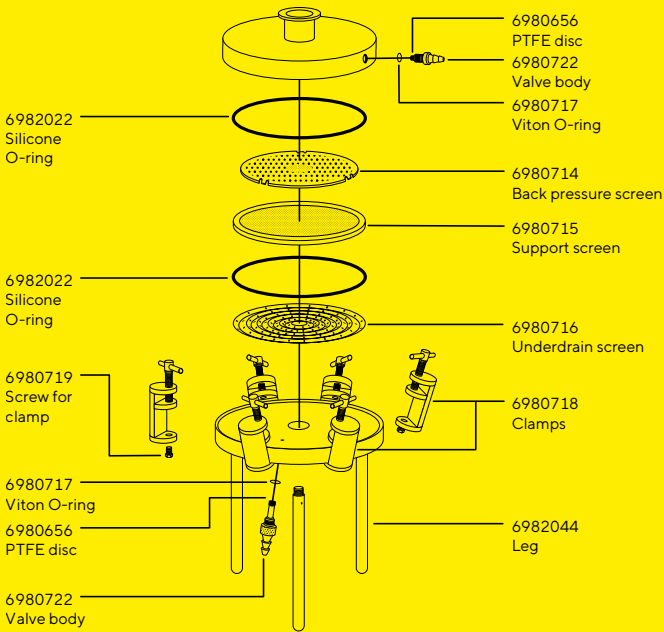 6982022
Silicone
O-ring
6982022
Silicone
O-ring
6980719
Screw for
clamp
6980717
Viton O-ring
6980656
PTFE disc
6980722
Valve body
6980656
PTFE disc
6980722
Valve body
6980717
Viton O-ring
6980714
Back pressure screen
6980715
Support screen
6980716
Underdrain screen
6980718
Clamps
6982044
Leg